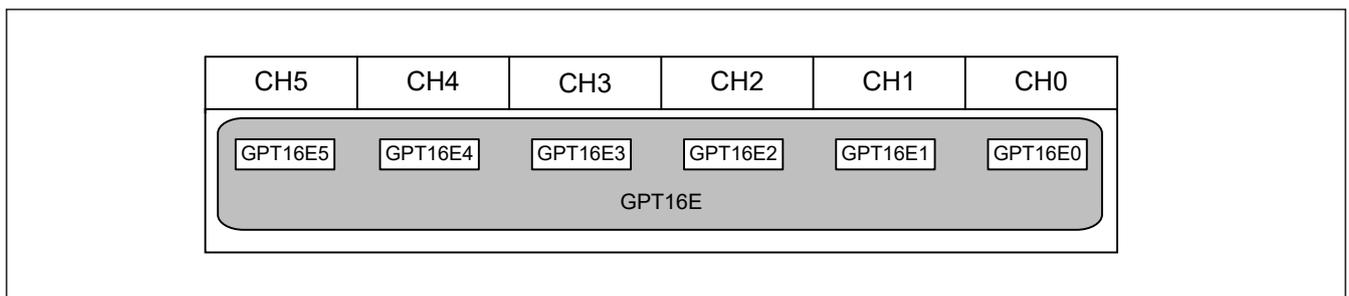 CH5 CH4 CH3 CH2 CH1 CH0
GPT16E5 GPT16E4 GPT16E3 GPT16E2 GPT16E1 GPT16E0
GPT16E